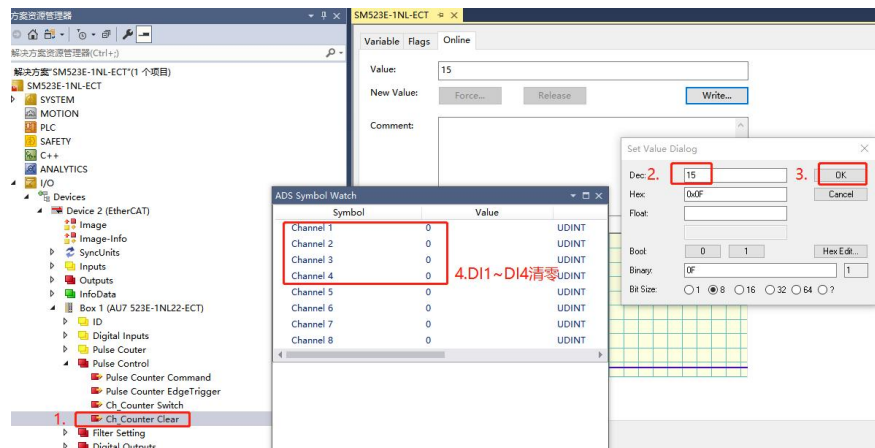 方案资源管理器
解决方案资源管理器(Ctrl+;)
解决方案"SM523E-1NL-ECT"(1 个项目)
SM523E-1NL-ECT
SYSTEM
MOTION
PLC
SAFETY
C++
ANALYTICS
I/O
Devices
Device 2 (EtherCAT)
Image
Image-Info
SyncUnits
Inputs
Outputs
InfoData
Box 1 (AU7 523E-1NL22-ECT)
ID
Digital Inputs
Pulse Couter
Pulse Control
Pulse Counter Command
Pulse Counter EdgeTrigger
Ch_Counter Switch
1. Ch_Counter Clear
Filter Setting
Digital Outputs
SM523E-1NL-ECT
Variable Flags Online
Value: 15
New Value: Force... Release Write...
Comment:
ADS Symbol Watch
Symbol Value
Channel 1 0 UDINT
Channel 2 0 UDINT
Channel 3 0 UDINT
Channel 4 0 UDINT
4.DI1~DI4清零
Channel 5 0 UDINT
Channel 6 0 UDINT
Channel 7 0 UDINT
Channel 8 0 UDINT
Set Value Dialog
Dec: 2. 15 3. OK
Hex: 0x0F Cancel
Float:
Bool: 0 1 Hex Edit...
Binary: 0F 1
Bit Size: 1 8 16 32 64 ?